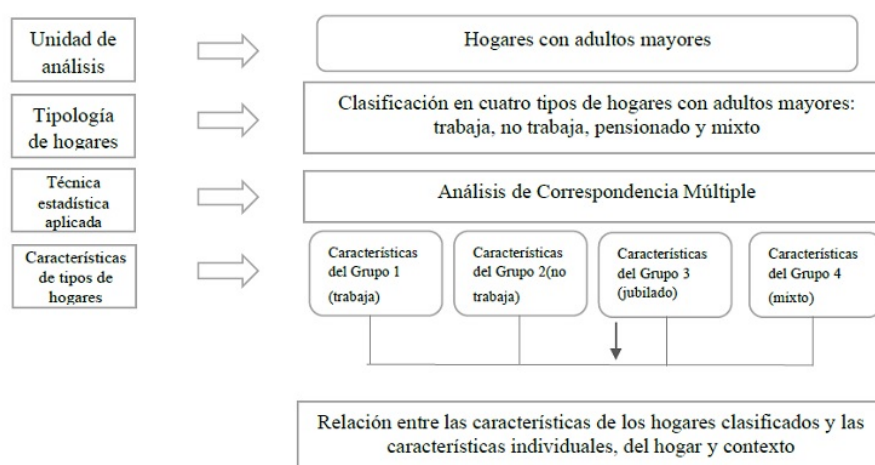 Unidad de
análisis
Hogares con adultos mayores
Tipología
de hogares
Clasificación en cuatro tipos de hogares con adultos mayores:
trabaja, no trabaja, pensionado y mixto
Técnica
estadística
aplicada
Análisis de Correspondencia Múltiple
Características
de tipos de
hogares
Características
del Grupo 1
(trabaja)
Características
del Grupo 2(no
trabaja)
Características
del Grupo 3
(jubilado)
Características
del Grupo 4
(mixto)
Relación entre las características de los hogares clasificados y las
características individuales, del hogar y contexto